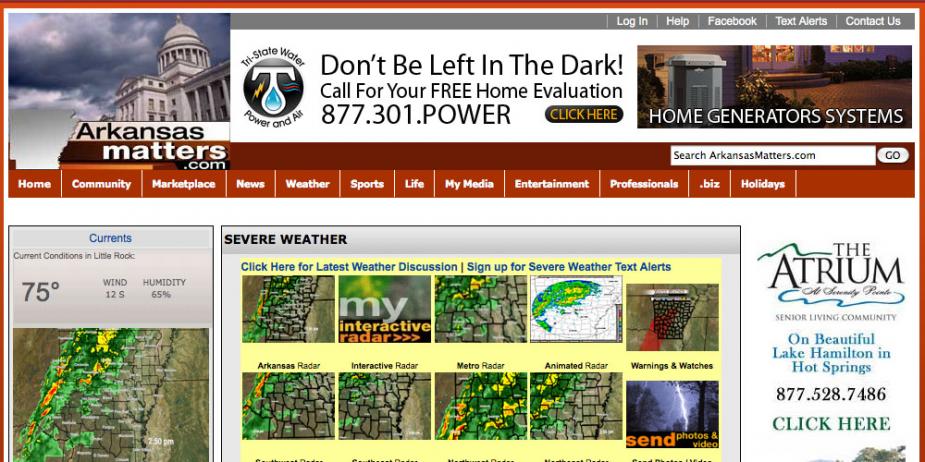 Log In
Help
Facebook
Text Alerts
Contact Us
Arkansas
matters
.com
Tri-State Water
T
Power and Air
Don't Be Left In The Dark!
Call For Your FREE Home Evaluation
877.301.POWER
CLICK HERE
HOME GENERATORS SYSTEMS
Search ArkansasMatters.com
GO
Home
Community
Marketplace
News
Weather
Sports
Life
My Media
Entertainment
Professionals
.biz
Holidays
Currents
Current Conditions in Little Rock:
75°
WIND
12 S
HUMIDITY
65%
2:50 pm
SEVERE WEATHER
Click Here for Latest Weather Discussion | Sign up for Severe Weather Text Alerts
my
interactive
radar>>>
Arkansas Radar
Interactive Radar
Metro Radar
Animated Radar
Warnings & Watches
send photos &
video
Southwest Radar
Southeast Radar
Northwest Radar
Northeast Radar
Send Photos | Video
THE
ATRIUM
At Serenity Pointe
SENIOR LIVING COMMUNITY
On Beautiful
Lake Hamilton in
Hot Springs
877.528.7486
CLICK HERE